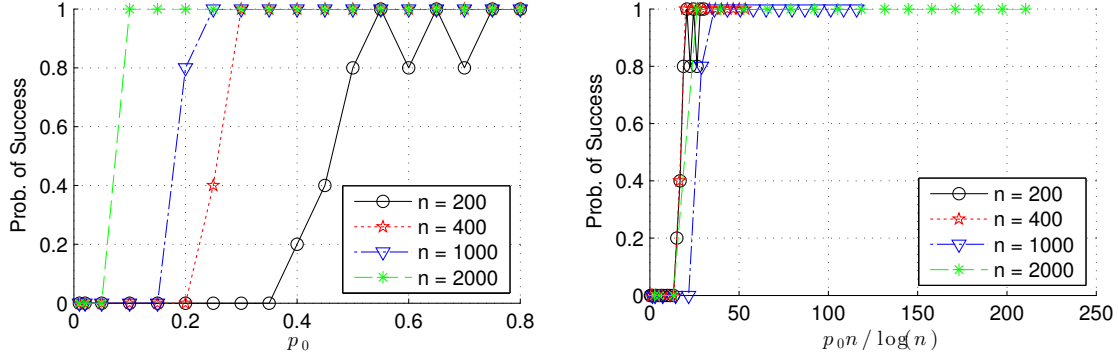 1
0.8
0.6
0.4
0.2
0
Prob. of Success
0 0.2 0.4 0.6 0.8
p0
n = 200
n = 400
n = 1000
n = 2000
1
0.8
0.6
0.4
0.2
0
Prob. of Success
0 50 100 150 200 250
p0n / log(n)
n = 200
n = 400
n = 1000
n = 2000